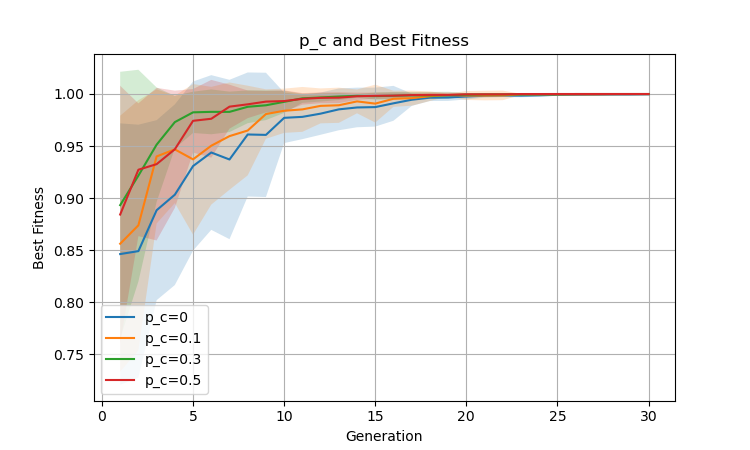 p_c and Best Fitness
Best Fitness
1.00
0.95
0.90
0.85
0.80
0.75
p_c=0
p_c=0.1
p_c=0.3
p_c=0.5
0 5 10 15 20 25 30
Generation